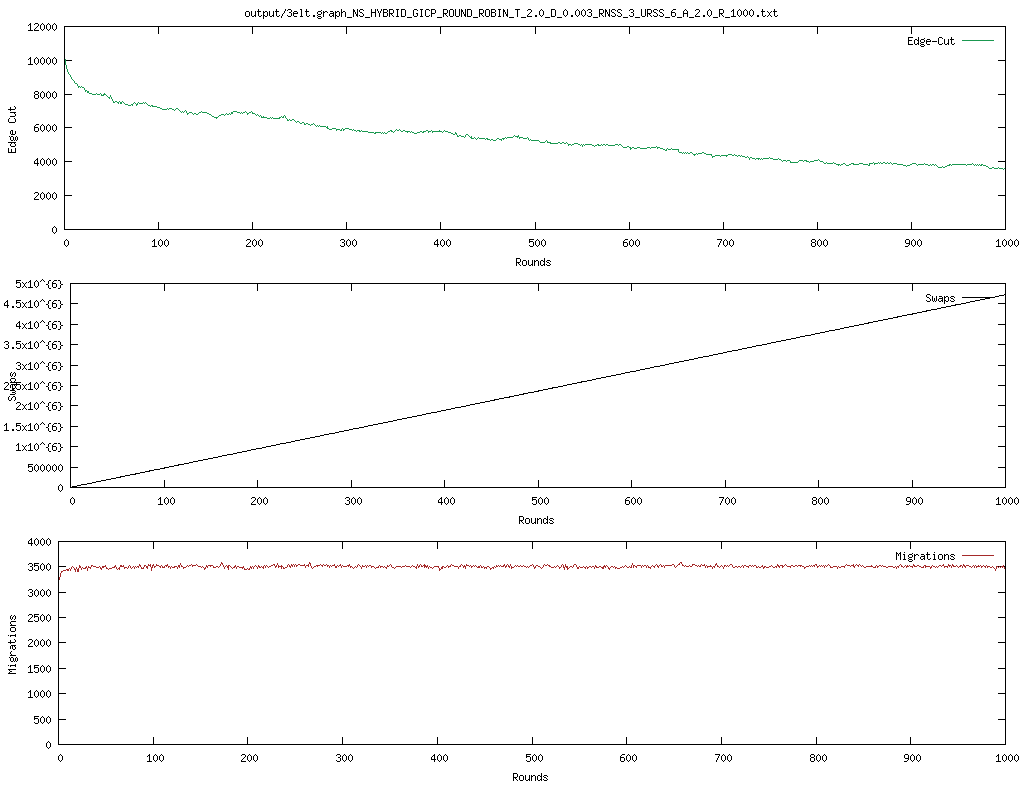 output/3elt.graph_NS_HYBRID_GICP_ROUND_ROBIN_T_2.0_D_0.003_RNSS_3_URSS_6_A_2.0_R_1000.txt
12000
10000
8000
6000
4000
2000
0
Edge Cut
Edge-Cut
0 100 200 300 400 500 600 700 800 900 1000
Rounds
5x10^{6}
4.5x10^{6}
4x10^{6}
3.5x10^{6}
3x10^{6}
2.5x10^{6}
2x10^{6}
1.5x10^{6}
1x10^{6}
500000
0
Swaps
Swaps
0 100 200 300 400 500 600 700 800 900 1000
Rounds
4000
3500
3000
2500
2000
1500
1000
500
0
Migrations
Migrations
0 100 200 300 400 500 600 700 800 900 1000
Rounds